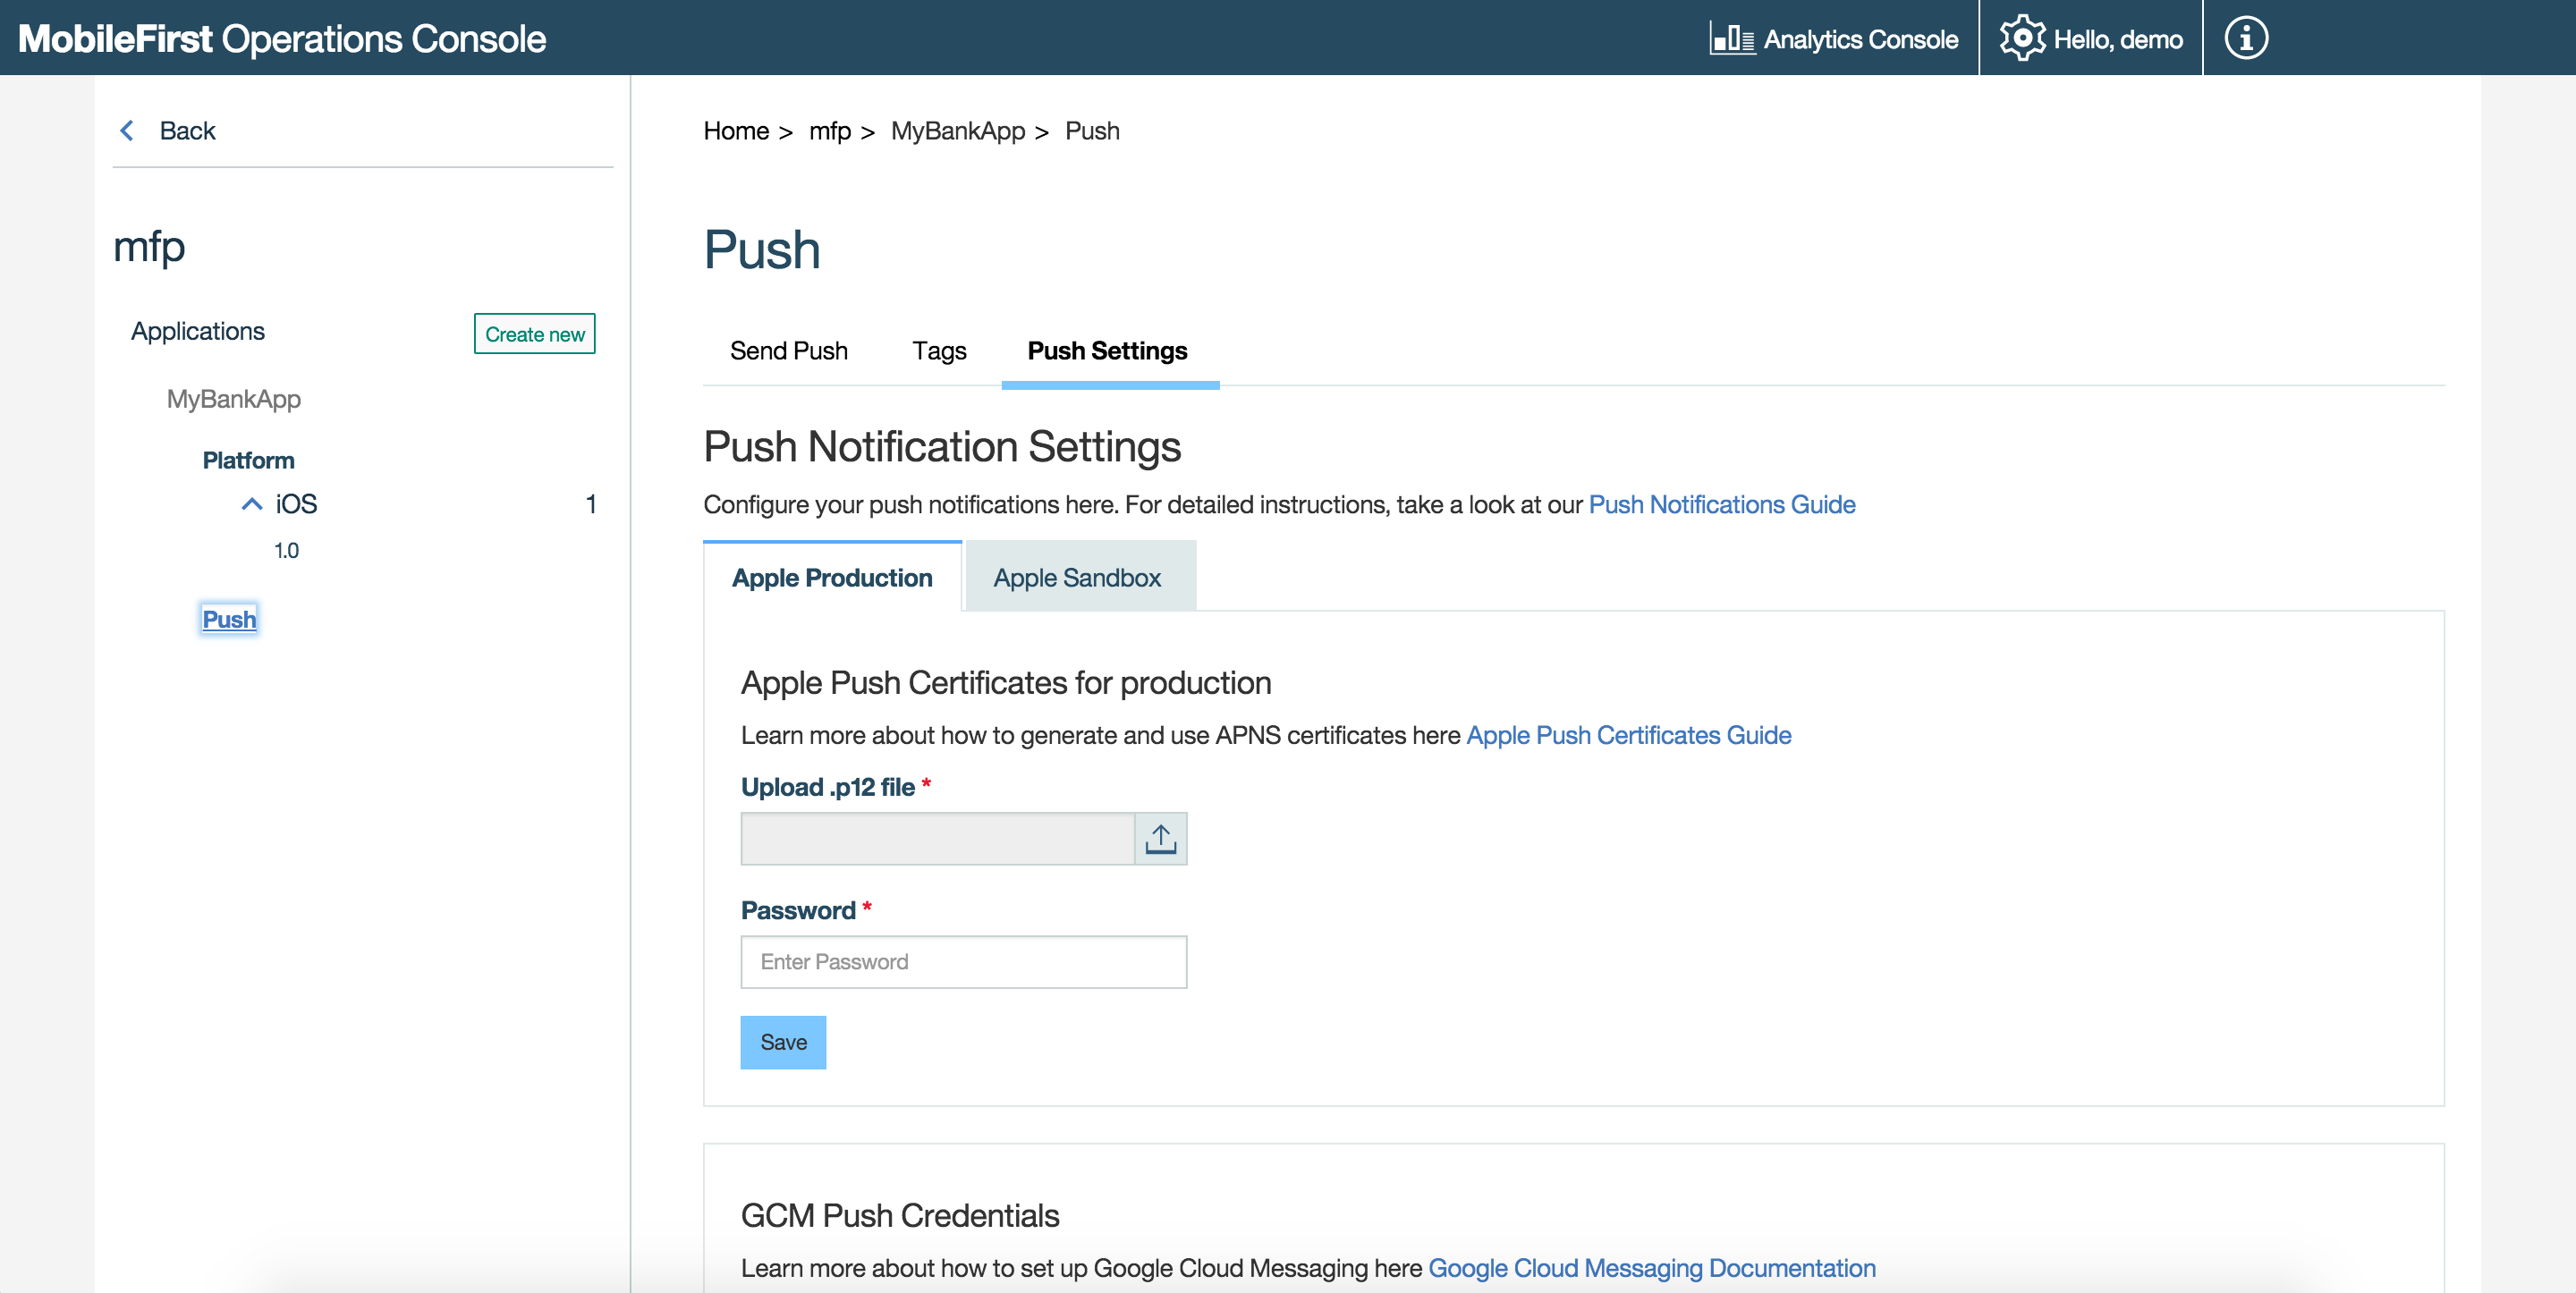 MobileFirst Operations Console
Analytics Console
Hello, demo
Back
Home > mfp > MyBankApp > Push
mfp
Push
Applications
Create new
Send Push
Tags
Push Settings
MyBankApp
Push Notification Settings
Platform
iOS 1
Configure your push notifications here. For detailed instructions, take a look at our Push Notifications Guide
1.0
Apple Production
Apple Sandbox
Push
Apple Push Certificates for production
Learn more about how to generate and use APNS certificates here Apple Push Certificates Guide
Upload .p12 file *
Password *
Enter Password
Save
GCM Push Credentials
Learn more about how to set up Google Cloud Messaging here Google Cloud Messaging Documentation